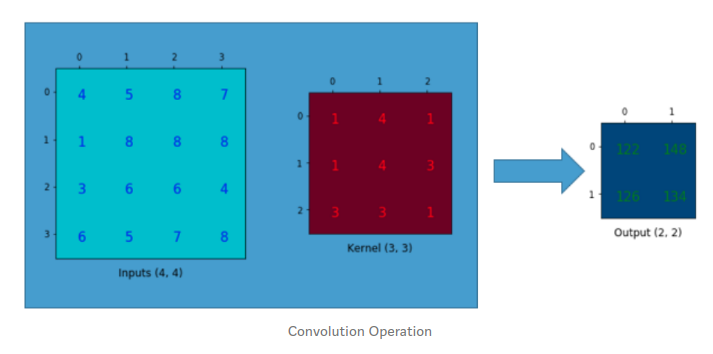 0 1 2 3
0 4 5 8 7
1 1 8 8 8
2 3 6 6 4
3 6 5 7 8
Inputs (4, 4)
0 1 2
0 1 4 1
1 1 4 3
2 3 3 1
Kernel (3, 3)
0 1
0 122 148
1 126 134
Output (2, 2)
Convolution Operation